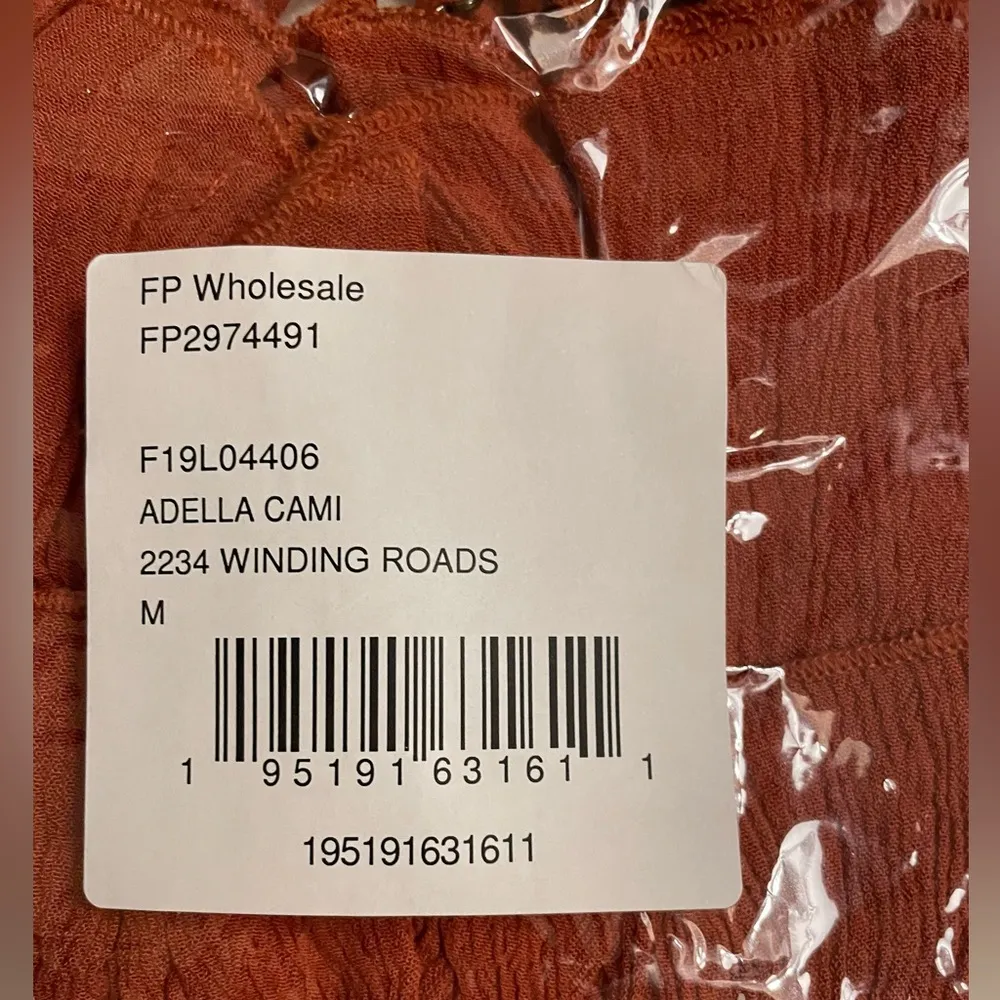 FP Wholesale
FP2974491
F19L04406
ADELLA CAMI
2234 WINDING ROADS
M
1 95191 63161 1
195191631611